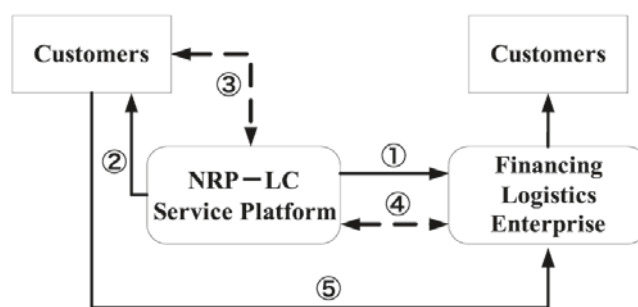 Customers
Customers
③
②
①
NRP-LC
Service Platform
④
Financing
Logistics
Enterprise
⑤